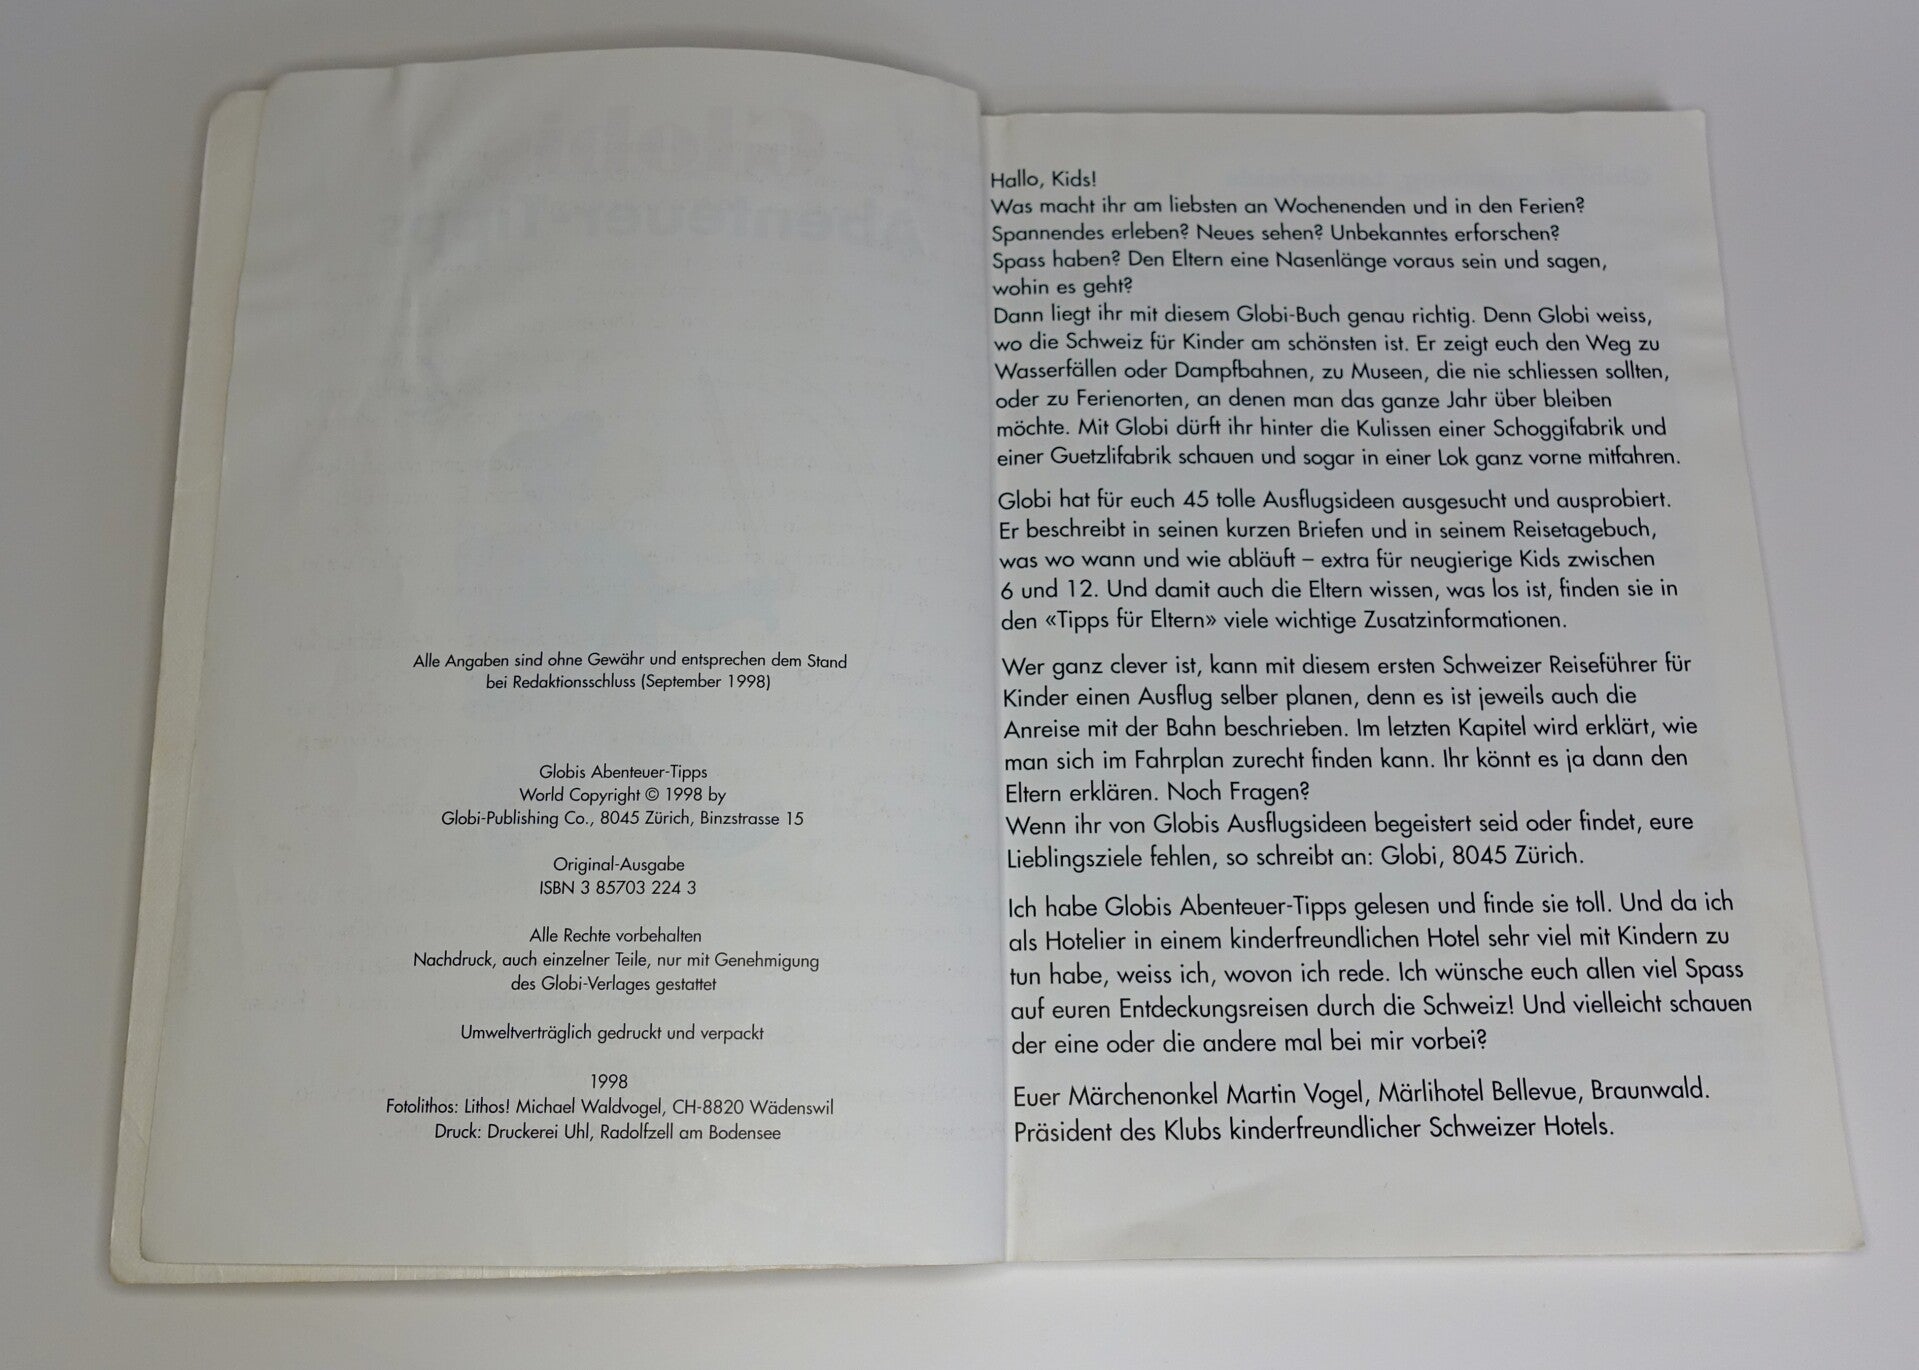 Alle Angaben sind ohne Gewähr und entsprechen dem Stand
bei Redaktionsschluss (September 1998)
Globis Abenteuer-Tipps
World Copyright © 1998 by
Globi-Publishing Co., 8045 Zürich, Binzstrasse 15
Original-Ausgabe
ISBN 3 85703 224 3
Alle Rechte vorbehalten
Nachdruck, auch einzelner Teile, nur mit Genehmigung
des Globi-Verlages gestattet
Umweltverträglich gedruckt und verpackt
1998
Fotolithos: Lithos! Michael Waldvogel, CH-8820 Wädenswil
Druck: Druckerei Uhl, Radolfzell am Bodensee
Hallo, Kids!
Was macht ihr am liebsten an Wochenenden und in den Ferien?
Spannendes erleben? Neues sehen? Unbekanntes erforschen?
Spass haben? Den Eltern eine Nasenlänge voraus sein und sagen,
wohin es geht?
Dann liegt ihr mit diesem Globi-Buch genau richtig. Denn Globi weiss,
wo die Schweiz für Kinder am schönsten ist. Er zeigt euch den Weg zu
Wasserfällen oder Dampfbahnen, zu Museen, die nie schliessen sollten,
oder zu Ferienorten, an denen man das ganze Jahr über bleiben
möchte. Mit Globi dürft ihr hinter die Kulissen einer Schoggifabrik und
einer Guetzlifabrik schauen und sogar in einer Lok ganz vorne mitfahren.
Globi hat für euch 45 tolle Ausflugsideen ausgesucht und ausprobiert.
Er beschreibt in seinen kurzen Briefen und in seinem Reisetagebuch,
was wo wann und wie abläuft – extra für neugierige Kids zwischen
6 und 12. Und damit auch die Eltern wissen, was los ist, finden sie in
den «Tipps für Eltern» viele wichtige Zusatzinformationen.
Wer ganz clever ist, kann mit diesem ersten Schweizer Reiseführer für
Kinder einen Ausflug selber planen, denn es ist jeweils auch die
Anreise mit der Bahn beschrieben. Im letzten Kapitel wird erklärt, wie
man sich im Fahrplan zurecht finden kann. Ihr könnt es ja dann den
Eltern erklären. Noch Fragen?
Wenn ihr von Globis Ausflugsideen begeistert seid oder findet, eure
Lieblingsziele fehlen, so schreibt an: Globi, 8045 Zürich.
Ich habe Globis Abenteuer-Tipps gelesen und finde sie toll. Und da ich
als Hotelier in einem kinderfreundlichen Hotel sehr viel mit Kindern zu
tun habe, weiss ich, wovon ich rede. Ich wünsche euch allen viel Spass
auf euren Entdeckungsreisen durch die Schweiz! Und vielleicht schauen
der eine oder die andere mal bei mir vorbei?
Euer Märchenonkel Martin Vogel, Märlihotel Bellevue, Braunwald.
Präsident des Klubs kinderfreundlicher Schweizer Hotels.